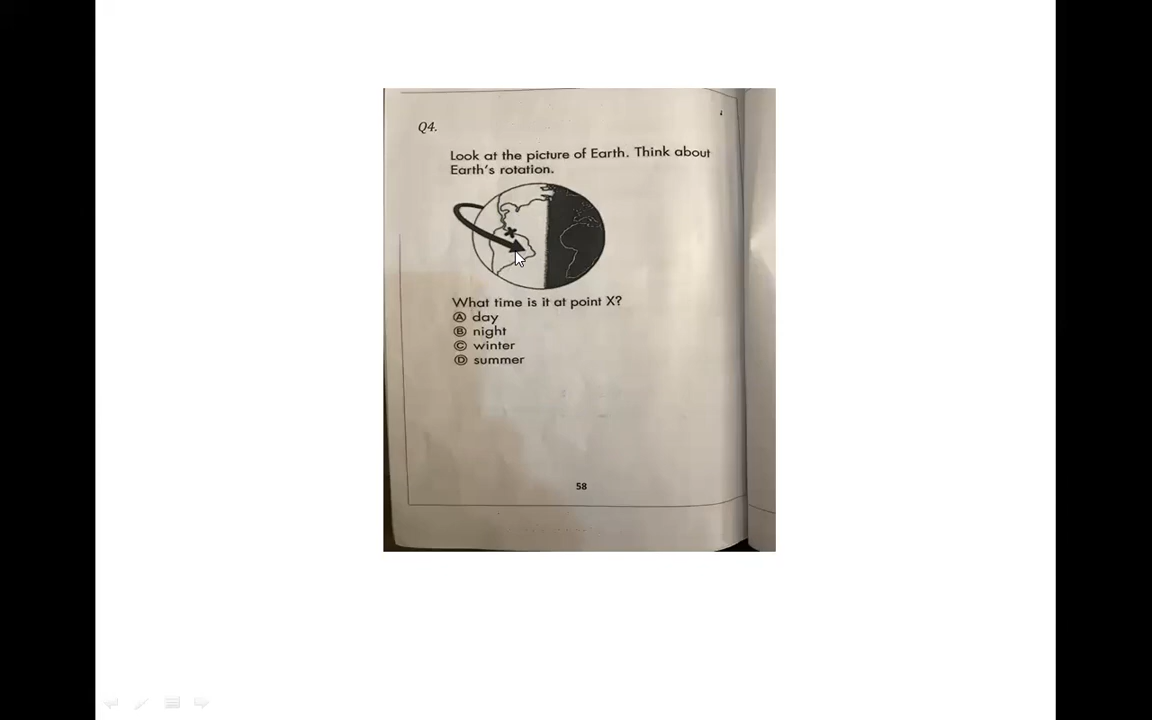 Q4.
Look at the picture of Earth. Think about
Earth's rotation.
X
What time is it at point X?
Ⓐ day
Ⓑ night
Ⓒ winter
Ⓓ summer
58